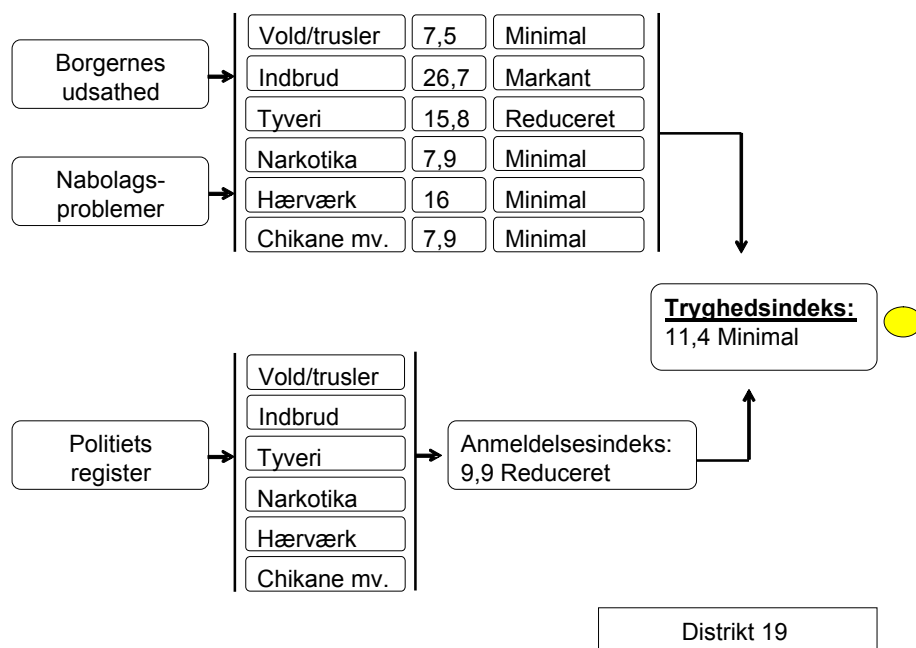 Borgernes
udsathed
Nabolags-
problemer
Vold/trusler 7,5 Minimal
Indbrud 26,7 Markant
Tyveri 15,8 Reduceret
Narkotika 7,9 Minimal
Hærværk 16 Minimal
Chikane mv. 7,9 Minimal
Tryghedsindeks:
11,4 Minimal
Politiets
register
Vold/trusler
Indbrud
Tyveri
Narkotika
Hærværk
Chikane mv.
Anmeldelsesindeks:
9,9 Reduceret
Distrikt 19